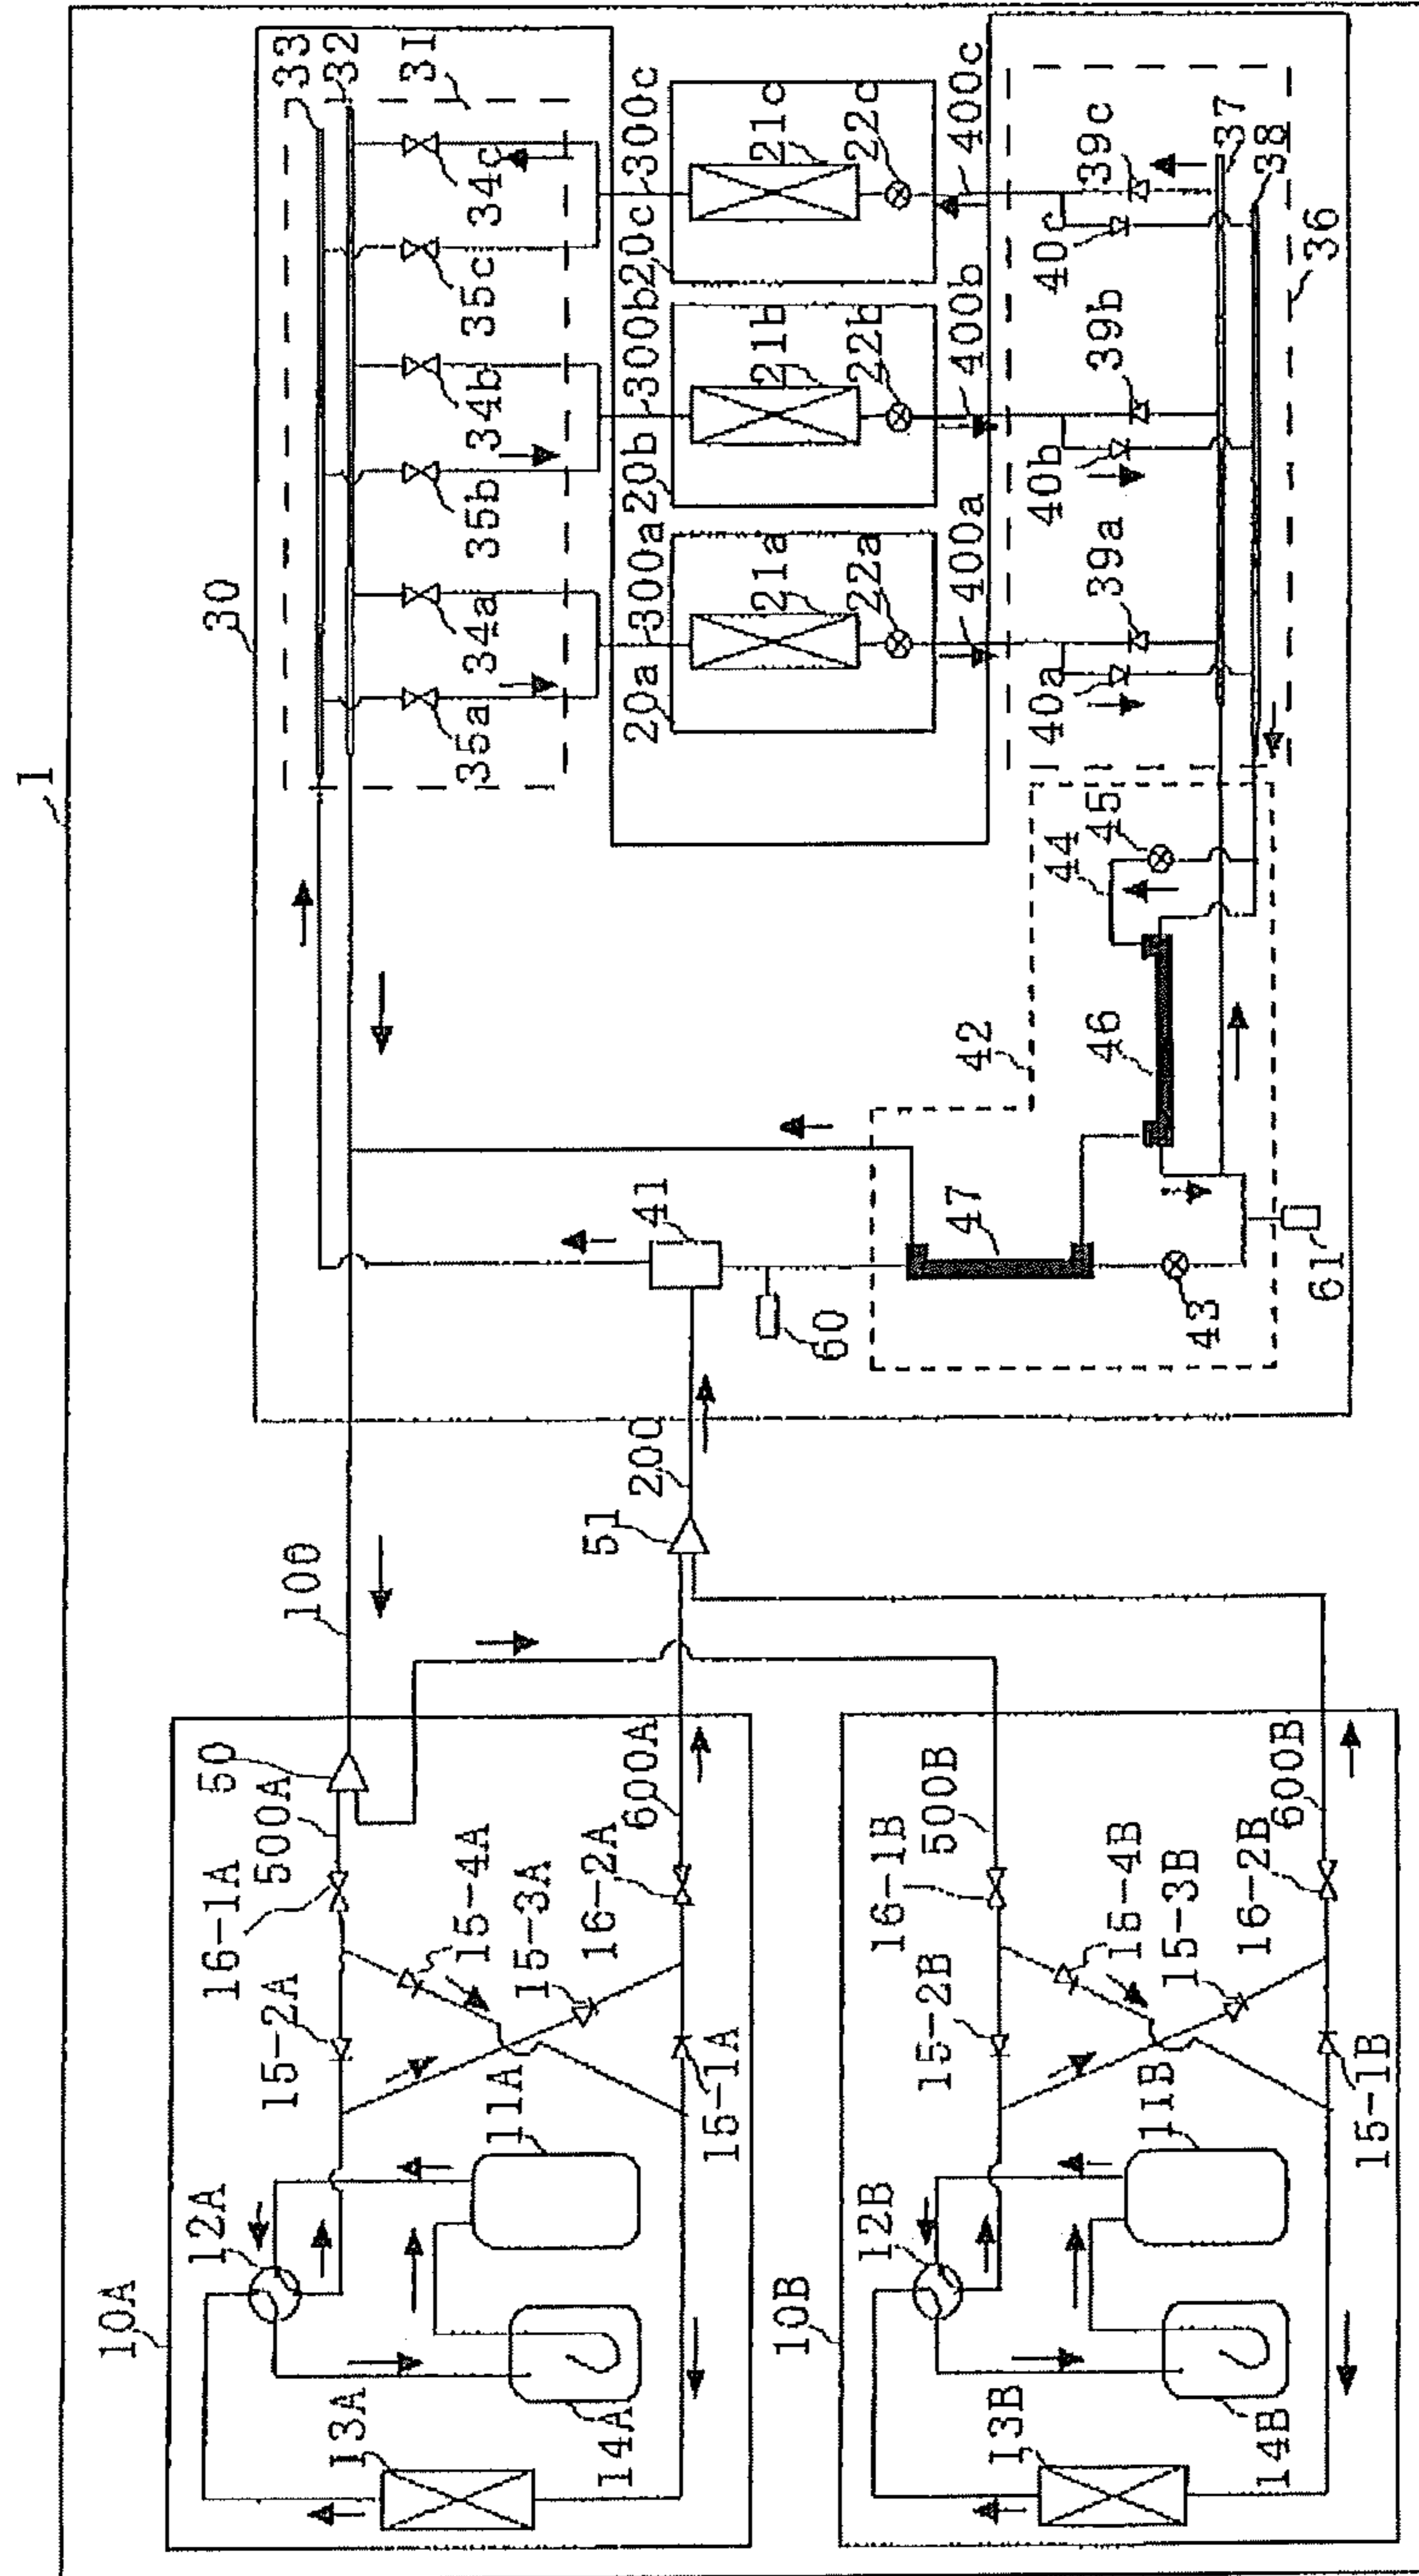 1
30
33
32
31
34c
35c
34b
35b
34a
35a
300c
300b
300a
20c
20b
20a
21c
21b
21a
22c
22b
22a
400c
400b
400a
39c
40c
39b
40b
39a
40a
37
38
36
45
44
46
42
47
43
61
41
60
200
51
100
50
500A
16-1A
15-2A
15-4A
15-3A
16-2A
600A
15-1A
11A
12A
10A
13A
14A
500B
16-1B
15-2B
16-4B
15-3B
16-2B
600B
15-1B
11B
12B
10B
13B
14B